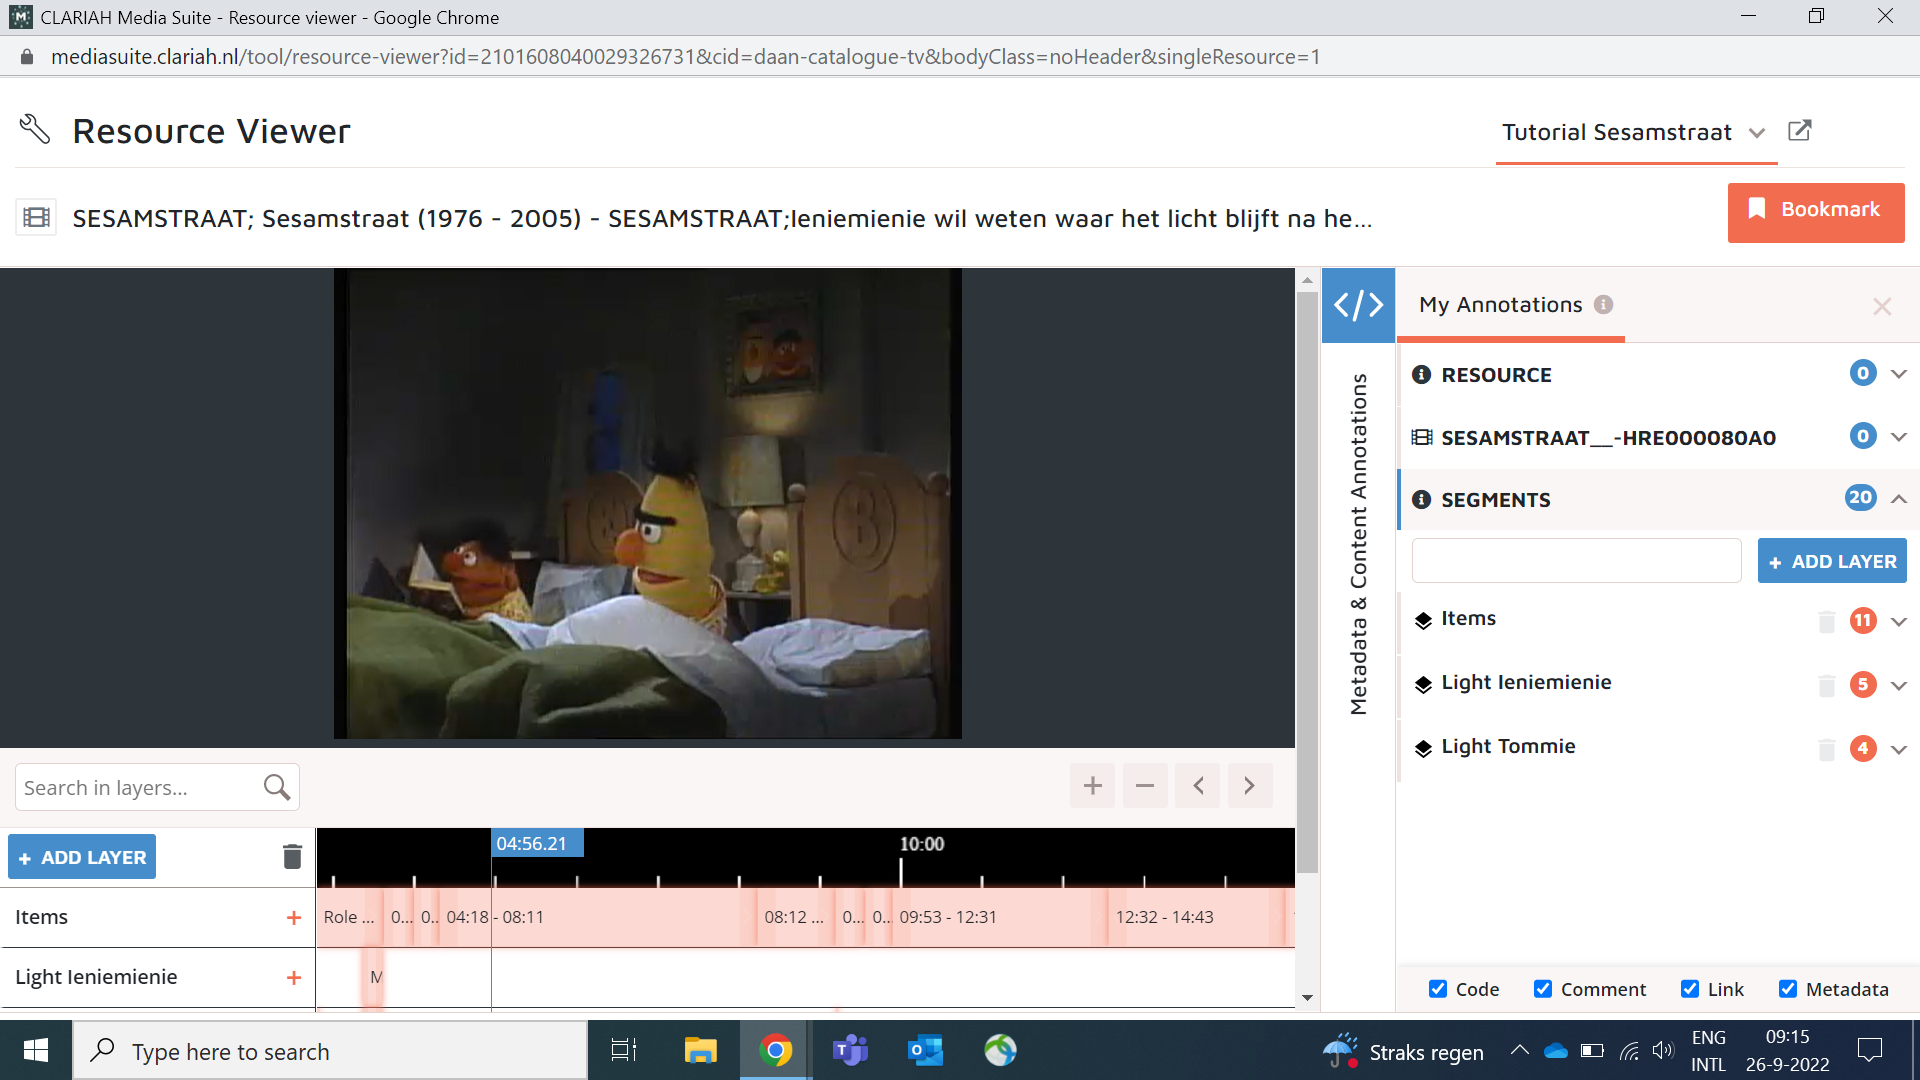 CLARIAH Media Suite - Resource viewer - Google Chrome
mediasuite.clariah.nl/tool/resource-viewer?id=2101608040029326731&cid=daan-catalogue-tv&bodyClass=noHeader&singleResource=1
Resource Viewer
Tutorial Sesamstraat
SESAMSTRAAT; Sesamstraat (1976 - 2005) - SESAMSTRAAT;Ieniemienie wil weten waar het licht blijft na he...
Bookmark
B
B
</>
Metadata & Content Annotations
My Annotations
RESOURCE 0
SESAMSTRAAT__-HRE000080A0 0
SEGMENTS 20
+ ADD LAYER
Items 11
Light Ieniemienie 5
Light Tommie 4
Code Comment Link Metadata
Search in layers...
+ ADD LAYER
04:56.21
10:00
Items +
Role ... 0... 0.. 04:18 - 08:11 08:12 ... 0... 0... 09:53 - 12:31 12:32 - 14:43
Light Ieniemienie +
M
Type here to search
Straks regen
ENG
INTL
09:15
26-9-2022